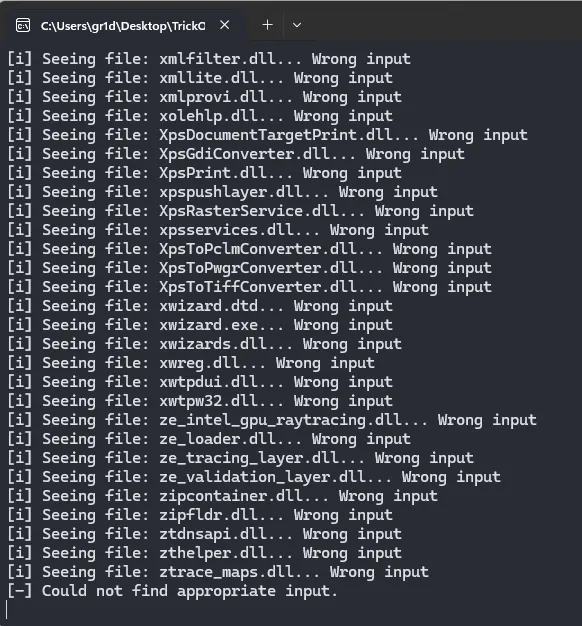 C:\Users\gr1d\Desktop\TrickO
[i] Seeing file: xmlfilter.dll... Wrong input
[i] Seeing file: xmllite.dll... Wrong input
[i] Seeing file: xmlprovi.dll... Wrong input
[i] Seeing file: xolehlp.dll... Wrong input
[i] Seeing file: XpsDocumentTargetPrint.dll... Wrong input
[i] Seeing file: XpsGdiConverter.dll... Wrong input
[i] Seeing file: XpsPrint.dll... Wrong input
[i] Seeing file: xpspushlayer.dll... Wrong input
[i] Seeing file: XpsRasterService.dll... Wrong input
[i] Seeing file: xpsservices.dll... Wrong input
[i] Seeing file: XpsToPclmConverter.dll... Wrong input
[i] Seeing file: XpsToPwgrConverter.dll... Wrong input
[i] Seeing file: XpsToTiffConverter.dll... Wrong input
[i] Seeing file: xwizard.dtd... Wrong input
[i] Seeing file: xwizard.exe... Wrong input
[i] Seeing file: xwizards.dll... Wrong input
[i] Seeing file: xwreg.dll... Wrong input
[i] Seeing file: xwtpdui.dll... Wrong input
[i] Seeing file: xwtpw32.dll... Wrong input
[i] Seeing file: ze_intel_gpu_raytracing.dll... Wrong input
[i] Seeing file: ze_loader.dll... Wrong input
[i] Seeing file: ze_tracing_layer.dll... Wrong input
[i] Seeing file: ze_validation_layer.dll... Wrong input
[i] Seeing file: zipcontainer.dll... Wrong input
[i] Seeing file: zipfldr.dll... Wrong input
[i] Seeing file: ztdnsapi.dll... Wrong input
[i] Seeing file: zthelper.dll... Wrong input
[i] Seeing file: ztrace_maps.dll... Wrong input
[-] Could not find appropriate input.